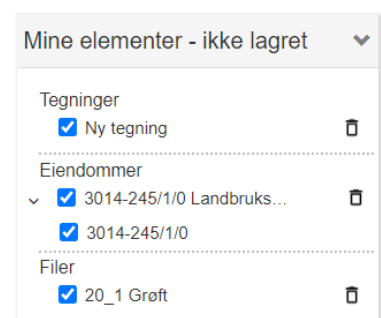 Mine elementer - ikke lagret
Tegninger
Ny tegning
Eiendommer
3014-245/1/0 Landbruks...
3014-245/1/0
Filer
20_1 Grøft